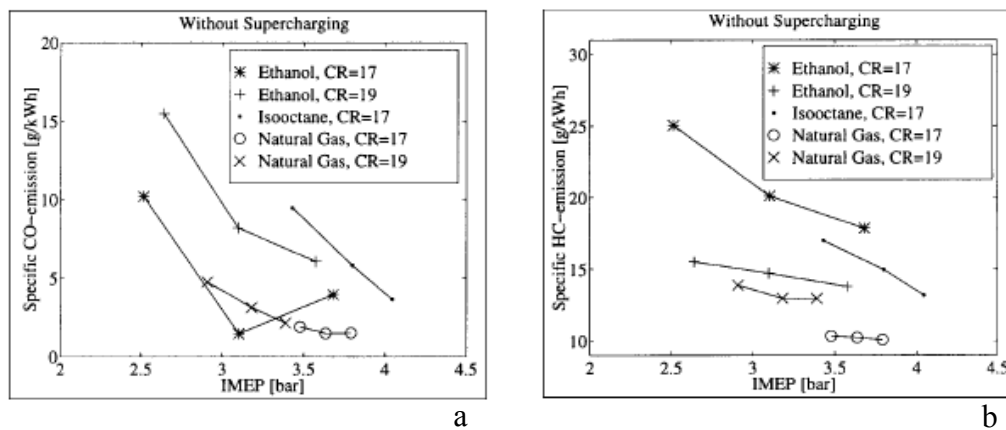 Without Supercharging
20
15
10
5
0
2
2.5
3
3.5
4
4.5
Specific CO-emission [g/kWh]
IMEP [bar]
Ethanol, CR=17
Ethanol, CR=19
Isooctane, CR=17
Natural Gas, CR=17
Natural Gas, CR=19
a
Without Supercharging
30
25
20
15
10
2
2.5
3
3.5
4
4.5
Specific HC-emission [g/kWh]
IMEP [bar]
Ethanol, CR=17
Ethanol, CR=19
Isooctane, CR=17
Natural Gas, CR=17
Natural Gas, CR=19
b